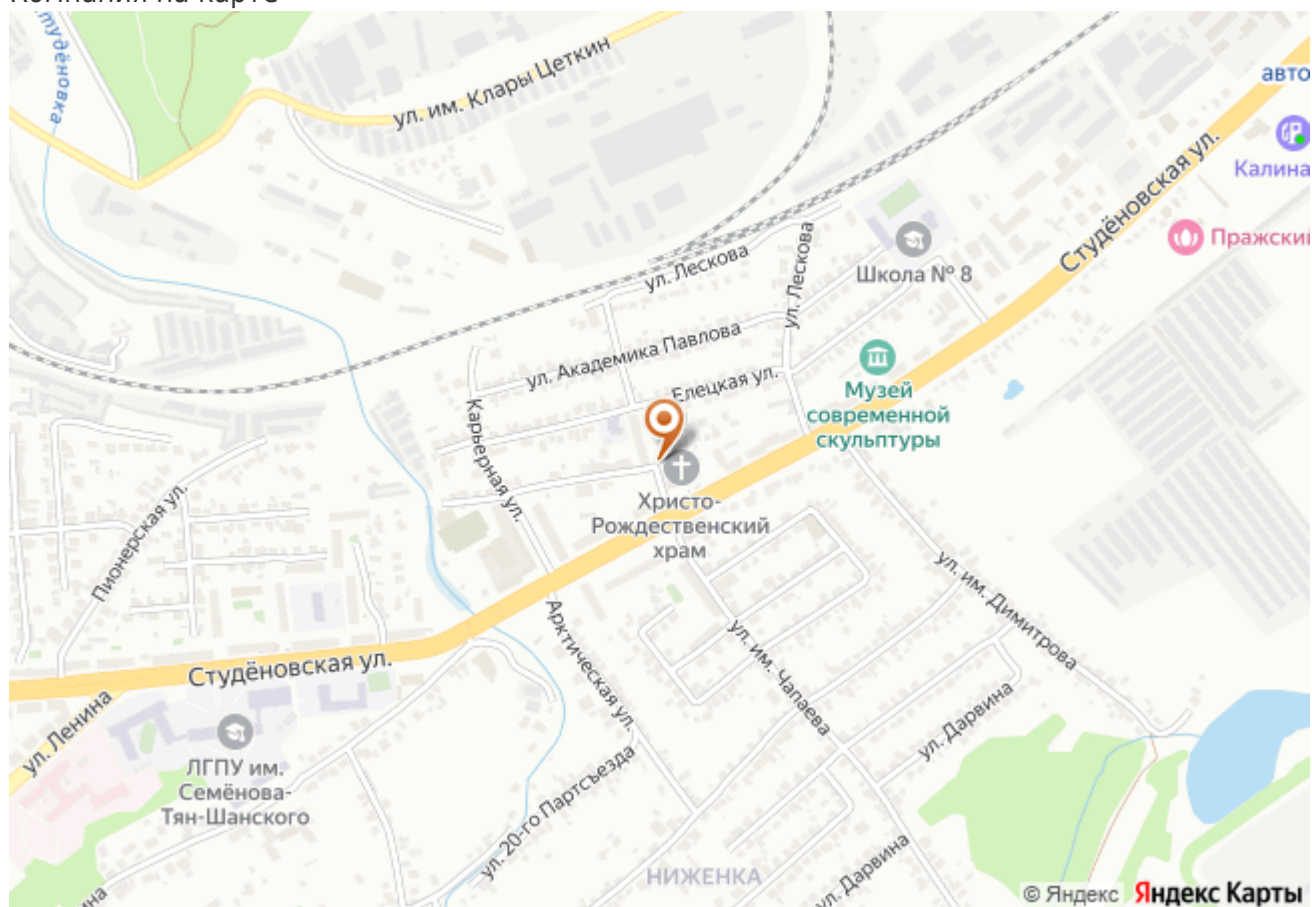 Компания на карте
Студёновка
ул. им. Клары Цеткин
авто
Калина
Студёновская ул.
Пражский
ул. Лескова
ул. Лескова
Школа № 8
ул. Академика Павлова
Елецкая ул.
Музей
современной
скульптуры
Карьерная ул.
Христо-
Рождественский
храм
Пионерская ул.
ул. им. Димитрова
Арктическая ул.
ул. им. Чапаева
Студёновская ул.
ул. Дарвина
ул. Ленина
ЛГПУ им.
Семёнова-
Тян-Шанского
ул. 20-го Партсъезда
НИЖЕНКА
ул. Дарвина
© Яндекс Яндекс Карты